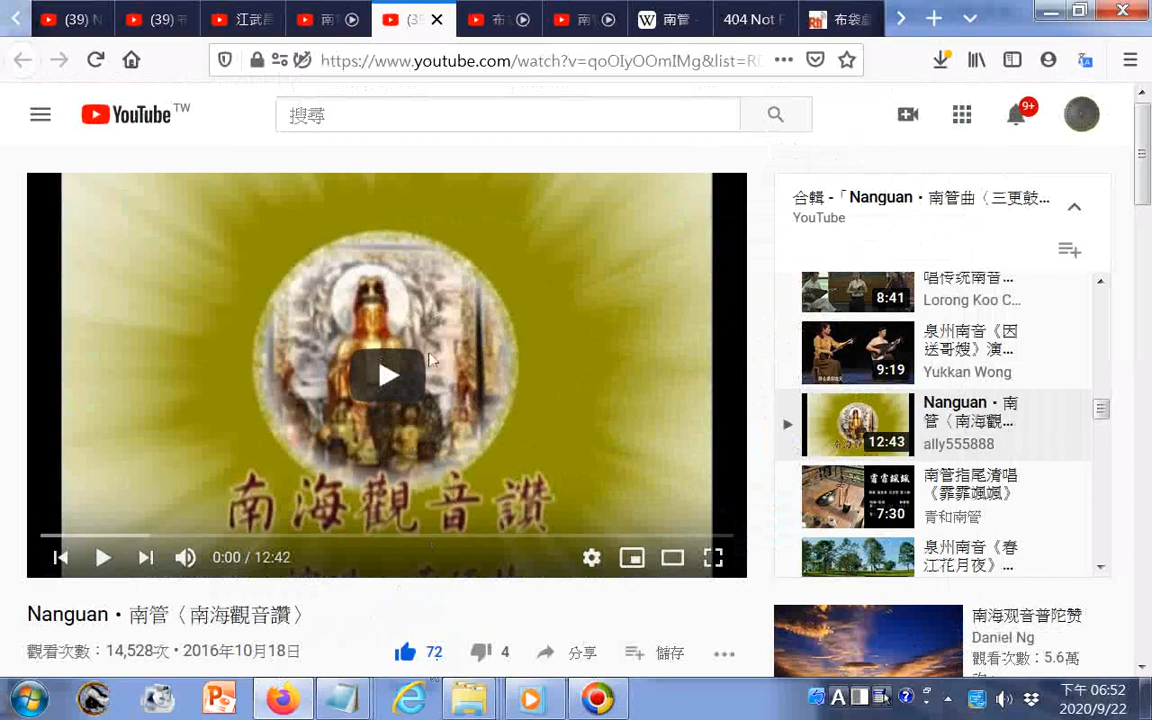 (39) N
(39) 于
江武昌
南
(3
布
南
南管
404 Not F
布袋戲
https://www.youtube.com/watch?v=qoOIyOOmIMg&list=RD
YouTube TW
搜尋
9+
南海觀音讚
0:00 / 12:42
Nanguan・南管〈南海觀音讚〉
觀看次數：14,528次・2016年10月18日
72
4
分享
儲存
合輯 -「Nanguan・南管曲〈三更鼓...
YouTube
唱传统南音...
Lorong Koo C...
8:41
泉州南音《因
送哥嫂》演...
Yukkan Wong
9:19
Nanguan・南
管〈南海觀...
ally555888
12:43
南管指尾清唱
《霏霏颯颯》
青和南管
7:30
泉州南音《春
江花月夜》...
南海观音普陀赞
Daniel Ng
觀看次數：5.6萬
下午 06:52
2020/9/22